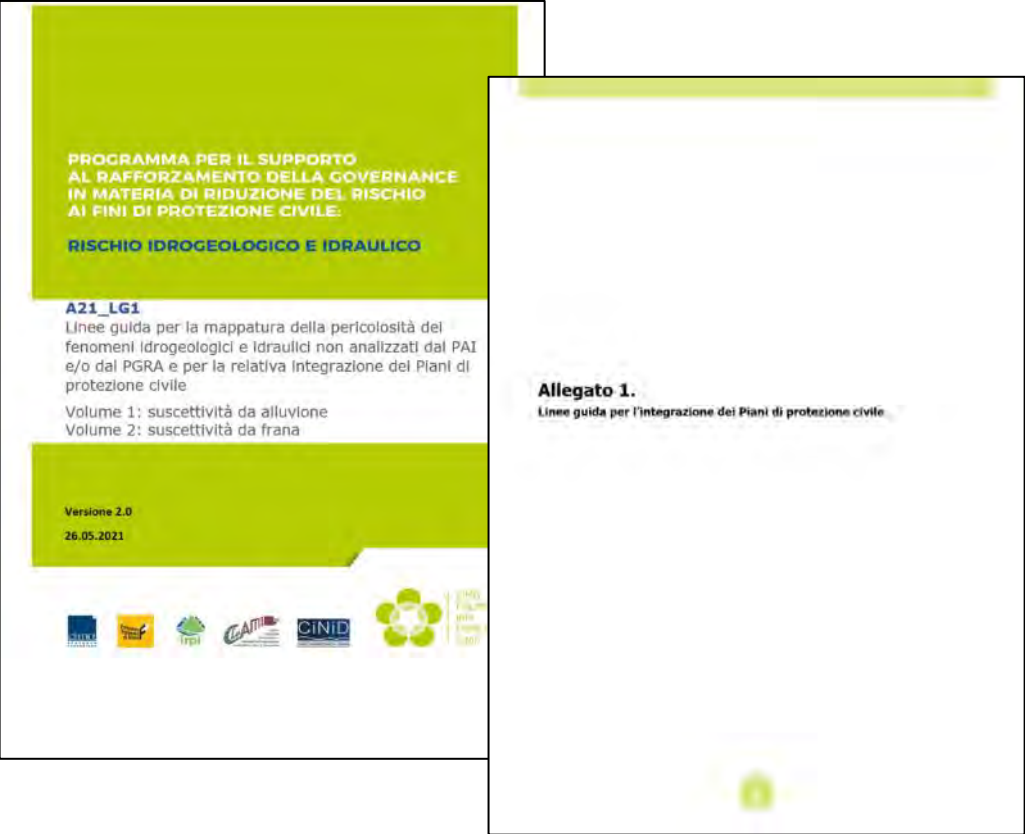 PROGRAMMA PER IL SUPPORTO
AL RAFFORZAMENTO DELLA GOVERNANCE
IN MATERIA DI RIDUZIONE DEL RISCHIO
AI FINI DI PROTEZIONE CIVILE:
RISCHIO IDROGEOLOGICO E IDRAULICO
A21_LG1
Linee guida per la mappatura della pericolosità dei
fenomeni idrogeologici e idraulici non analizzati dal PAI
e/o dal PGRA e per la relativa integrazione dei Piani di
protezione civile
Volume 1: suscettività da alluvione
Volume 2: suscettività da frana
Versione 2.0
26.05.2021
cima
irpi
CAMI
CiNiD
Allegato 1.
Linee guida per l'integrazione dei Piani di protezione civile